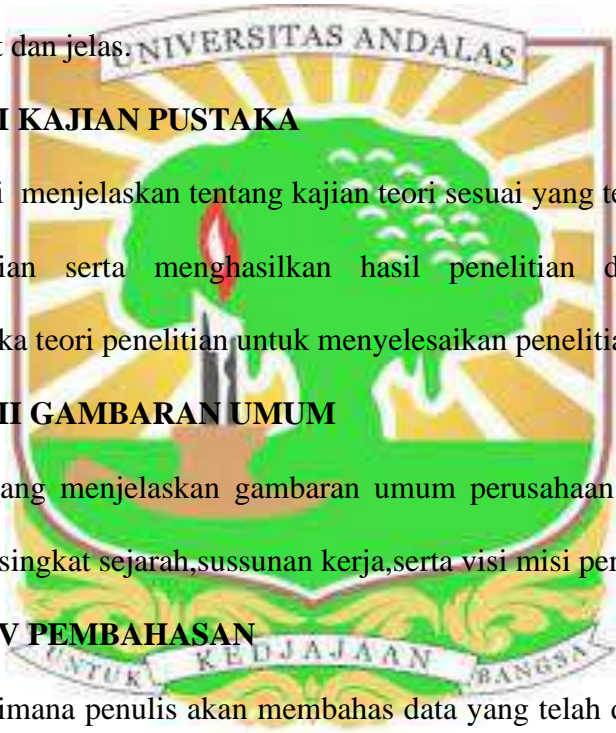 t dan jelas.
UNIVERSITAS ANDALAS
I KAJIAN PUSTAKA
i menjelaskan tentang kajian teori sesuai yang te
ian serta menghasilkan hasil penelitian d
ka teori penelitian untuk menyelesaikan peneliti
II GAMBARAN UMUM
ang menjelaskan gambaran umum perusahaan
singkat sejarah,sussunan kerja,serta visi misi per
V PEMBAHASAN
UNTUK KEDJAJAAN BANGSA
imana penulis akan membahas data yang telah d